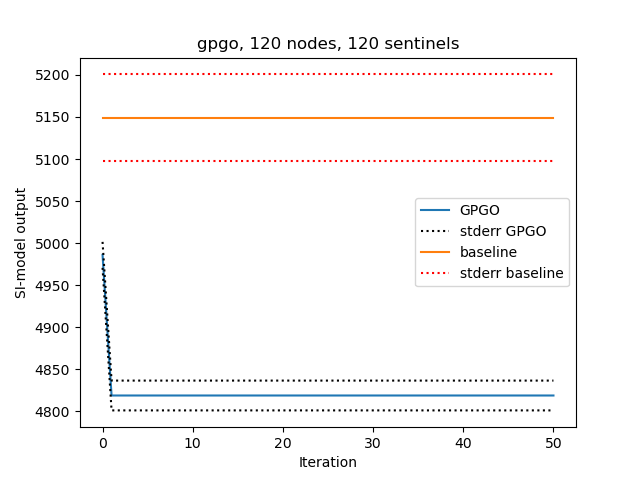 gpgo, 120 nodes, 120 sentinels
5200
5150
5100
5050
5000
4950
4900
4850
4800
SI-model output
GPGO
stderr GPGO
baseline
stderr baseline
0 10 20 30 40 50
Iteration